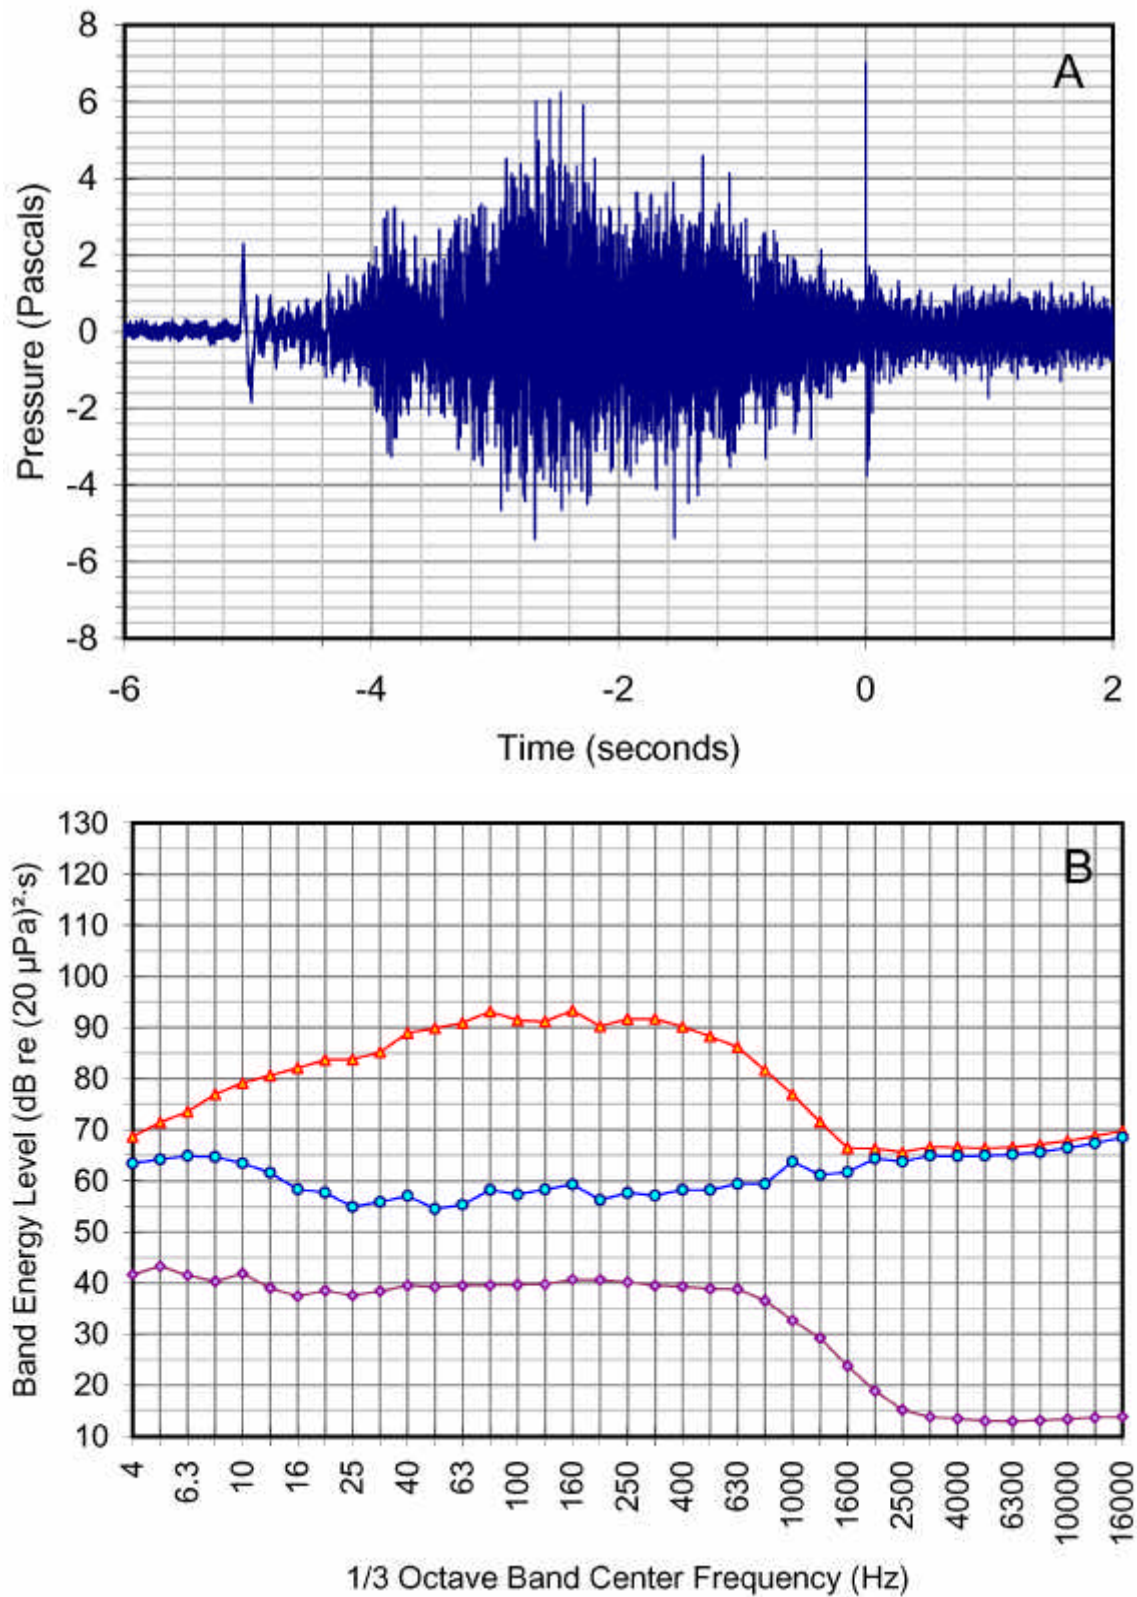 8
6
4
2
0
-2
-4
-6
-8
Pressure (Pascals)
A
-6 -4 -2 0 2
Time (seconds)
130
120
110
100
90
80
70
60
50
40
30
20
10
Band Energy Level (dB re (20 µPa)²·s)
B
4 6.3 10 16 25 40 63 100 160 250 400 630 1000 1600 2500 4000 6300 10000 16000
1/3 Octave Band Center Frequency (Hz)